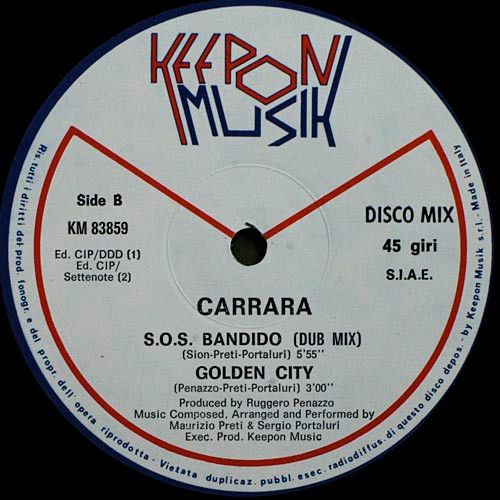 KEEPON
MUSIK
Side B
KM 83859
Ed. CIP/DDD (1)
Ed. CIP/
Settenote (2)
DISCO MIX
45 giri
S.I.A.E.
CARRARA
S.O.S. BANDIDO (DUB MIX)
(Sion-Preti-Portaluri) 5'55"
GOLDEN CITY
(Penazzo-Preti-Portaluri) 3'00"
Produced by Ruggero Penazzo
Music Composed, Arranged and Performed by
Maurizio Preti & Sergio Portaluri
Exec. Prod. Keepon Music
Ris. tutti i diritti del prod. fonogr. e del propr. dell'opera riprodotta - Vietata duplicaz. pubbl. esec. radiodiffus. di questo disco depos. - by Keepon Musik s.r.l. - Made in Italy